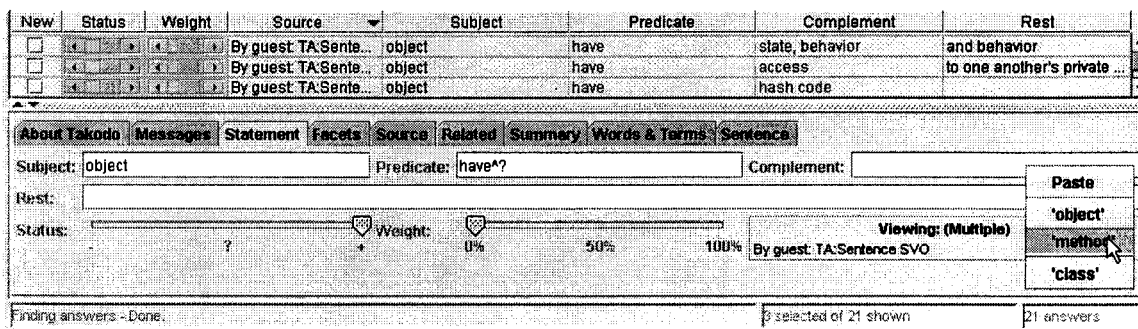 New Status Weight Source Subject Predicate Complement Rest
By guest: TA:Sente... object have state, behavior and behavior
By guest: TA:Sente... object have access to one another's private ...
By guest: TA:Sente... object have hash code
About Takodo Messages Statement Facets Source Related Summary Words & Terms Sentence
Subject: object Predicate: have^? Complement:
Paste
Rest:
'object'
Status: - ? + Weight: 0% 50% 100% Viewing: (Multiple)
'method'
By guest: TA:Sentence SVO
'class'
Finding answers - Done. 3 selected of 21 shown 21 answers